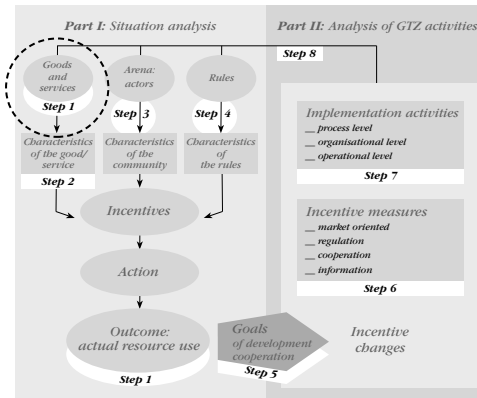 Part I: Situation analysis
Part II: Analysis of GTZ activities
Step 8
Goods
and
services
Step 1
Arena:
actors
Step 3
Rules
Step 4
Characteristics
of the good/
service
Step 2
Characteristics
of the
community
Characteristics
of
the rules
Incentives
Action
Outcome:
actual resource use
Step 1
Goals
of development
cooperation
Step 5
Implementation activities
__ process level
__ organisational level
__ operational level
Step 7
Incentive measures
__ market oriented
__ regulation
__ cooperation
__ information
Step 6
Incentive
changes